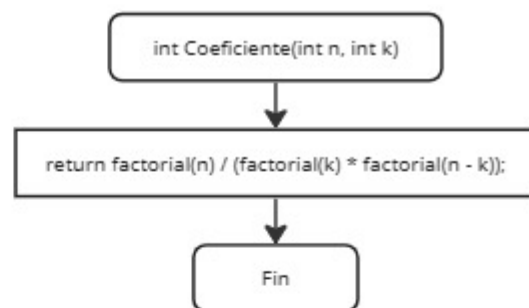 int Coeficiente(int n, int k)
return factorial(n) / (factorial(k) * factorial(n - k));
Fin